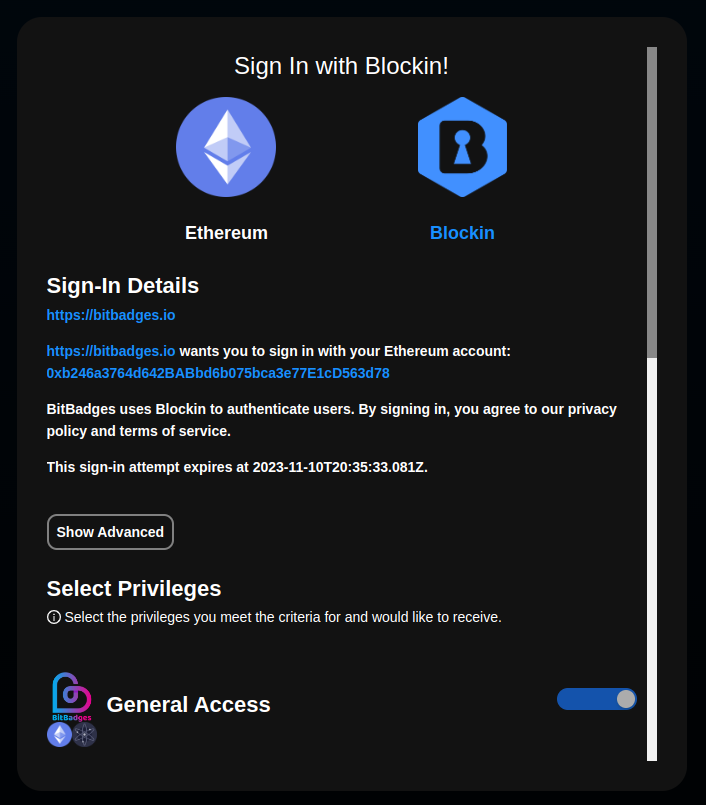 Sign In with Blockin!
Ethereum
Blockin
Sign-In Details
https://bitbadges.io
https://bitbadges.io wants you to sign in with your Ethereum account:
0xb246a3764d642BABbd6b075bca3e77E1cD563d78
BitBadges uses Blockin to authenticate users. By signing in, you agree to our privacy
policy and terms of service.
This sign-in attempt expires at 2023-11-10T20:35:33.081Z.
Show Advanced
Select Privileges
Select the privileges you meet the criteria for and would like to receive.
BitBadges
General Access